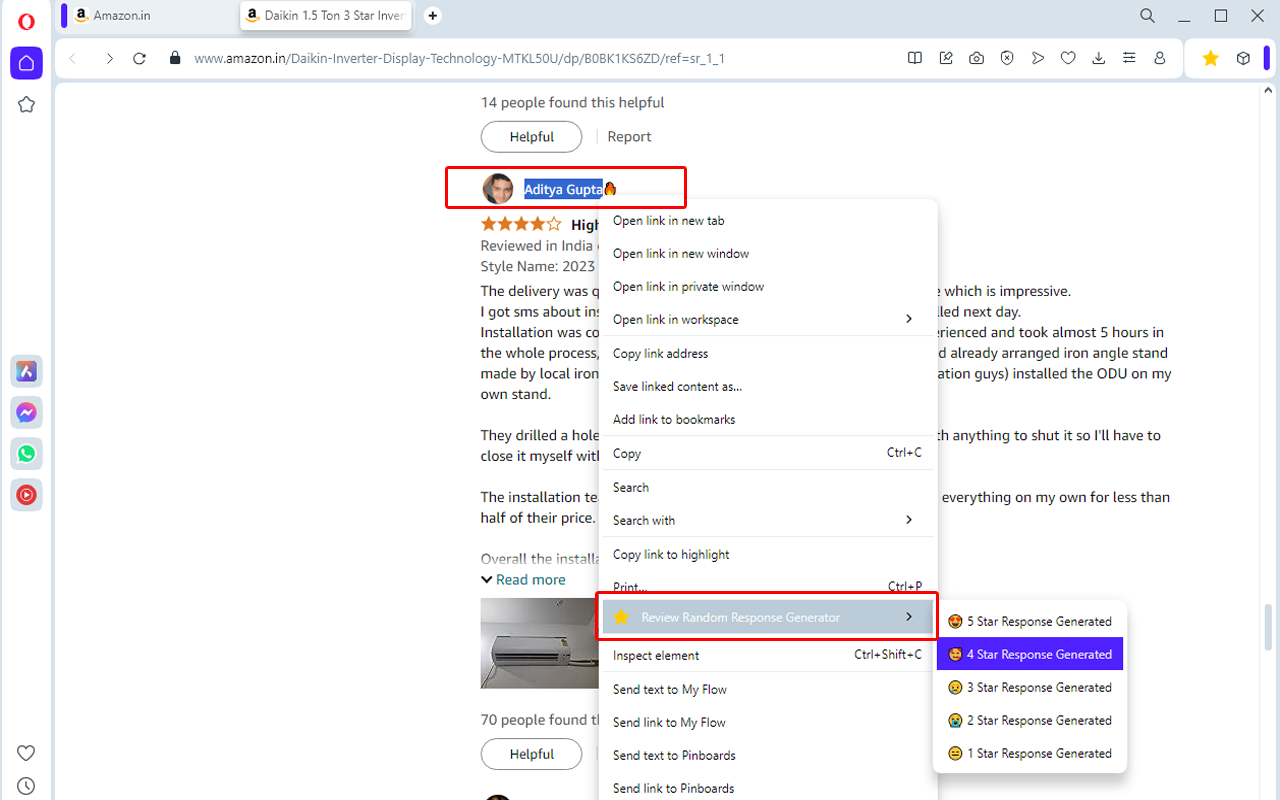 Amazon.in
Daikin 1.5 Ton 3 Star Inver
www.amazon.in/Daikin-Inverter-Display-Technology-MTKL50U/dp/B0BK1KS6ZD/ref=sr_1_1
14 people found this helpful
Helpful
Report
Aditya Gupta🔥
High
Reviewed in India
Style Name: 2023
The delivery was q
which is impressive.
I got sms about ins
lled next day.
Installation was co
erienced and took almost 5 hours in
the whole process,
d already arranged iron angle stand
made by local iron
ation guys) installed the ODU on my
own stand.
They drilled a hole
th anything to shut it so I'll have to
close it myself with
The installation tea
everything on my own for less than
half of their price.
Overall the installa
Read more
70 people found th
Helpful
Open link in new tab
Open link in new window
Open link in private window
Open link in workspace
Copy link address
Save linked content as...
Add link to bookmarks
Copy Ctrl+C
Search
Search with
Copy link to highlight
Print... Ctrl+P
Review Random Response Generator
Inspect element Ctrl+Shift+C
Send text to My Flow
Send link to My Flow
Send text to Pinboards
Send link to Pinboards
😍 5 Star Response Generated
🥰 4 Star Response Generated
😢 3 Star Response Generated
😭 2 Star Response Generated
😑 1 Star Response Generated